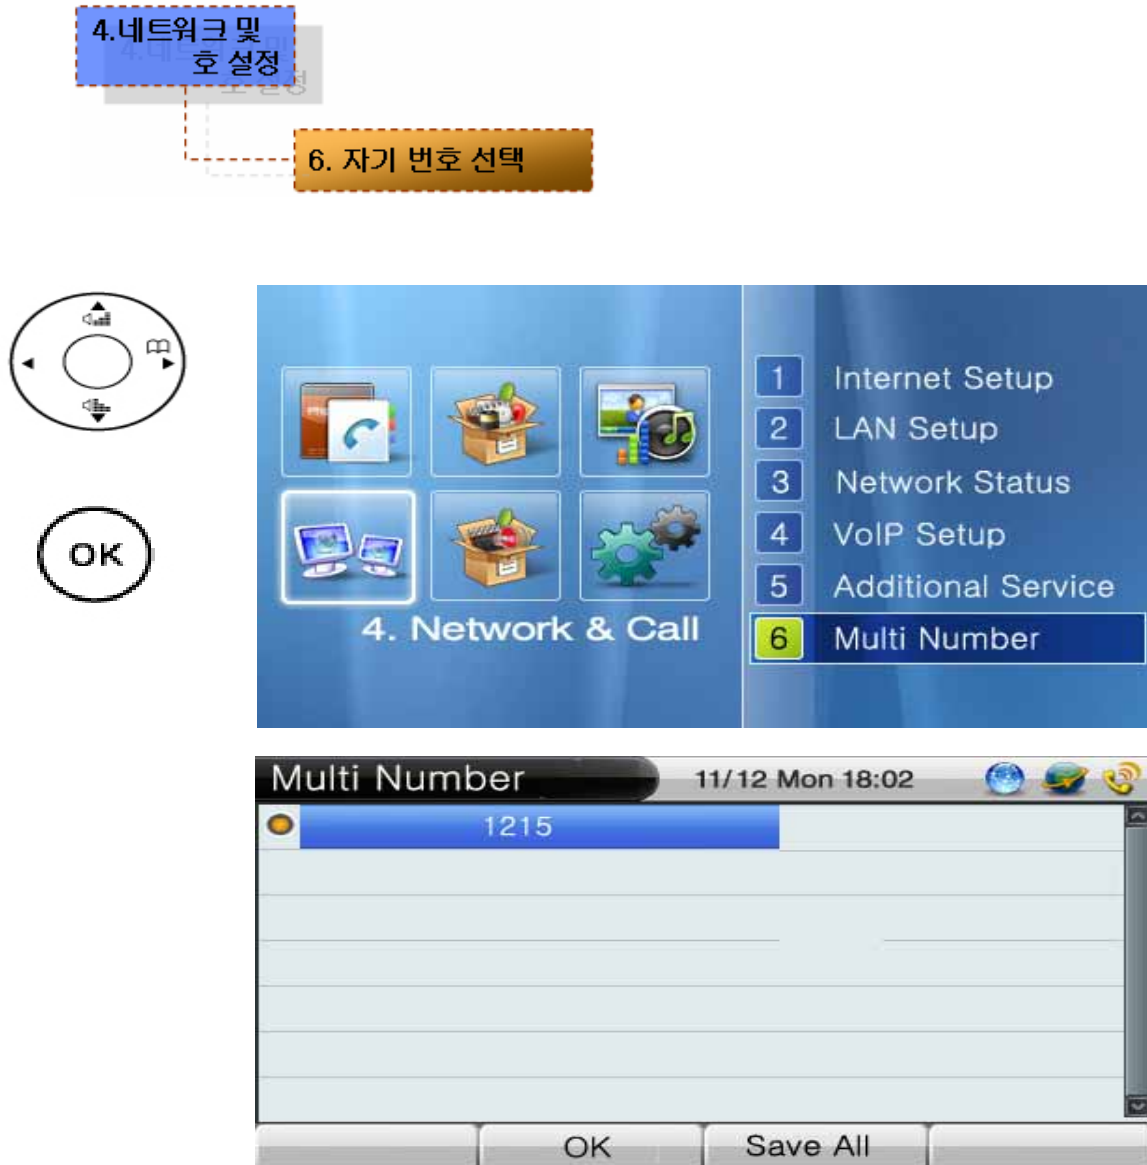 4.네트워크 및
호 설정
6. 자기 번호 선택
OK
1 Internet Setup
2 LAN Setup
3 Network Status
4 VoIP Setup
5 Additional Service
6 Multi Number
4. Network & Call
Multi Number 11/12 Mon 18:02
1215
OK Save All